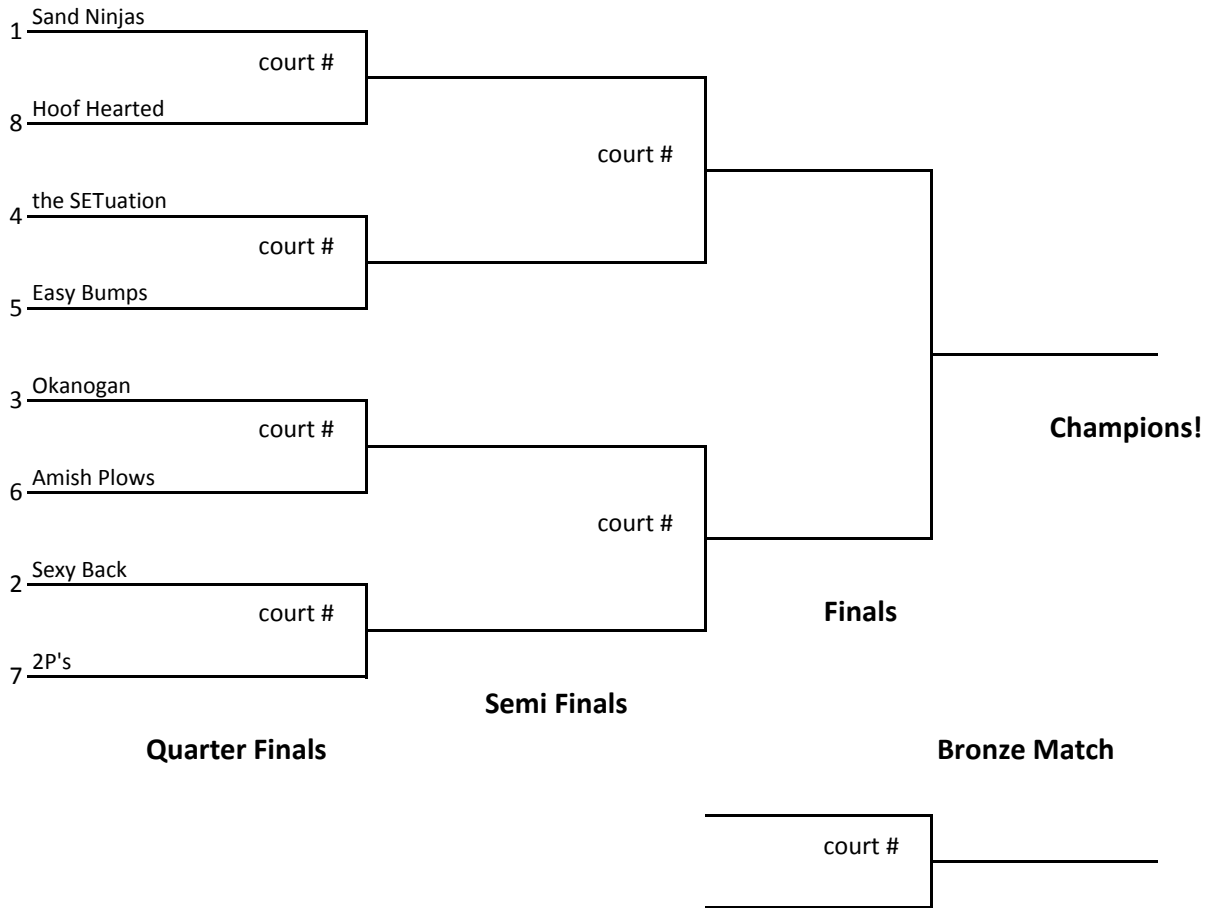 Sand Ninjas
1
court #
Hoof Hearted
8
court #
the SETuation
4
court #
Easy Bumps
5
Okanogan
3
court #
Champions!
Amish Plows
6
court #
Sexy Back
2
court #
Finals
2P's
7
Semi Finals
Quarter Finals
Bronze Match
court #